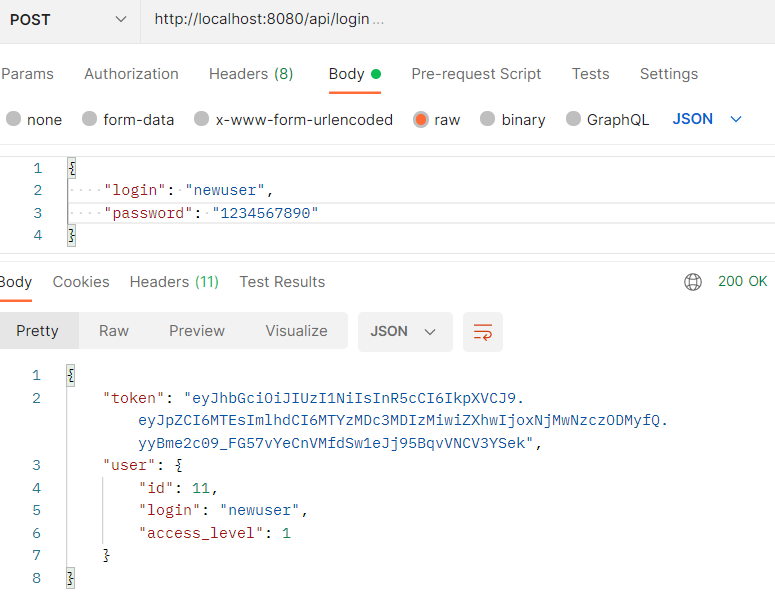 POST http://localhost:8080/api/login ...
Params Authorization Headers (8) Body Pre-request Script Tests Settings
none form-data x-www-form-urlencoded raw binary GraphQL JSON
1 {
2 ····"login":·"newuser",
3 ····"password":·"1234567890"
4 }
Body Cookies Headers (11) Test Results 200 OK
Pretty Raw Preview Visualize JSON
1 {
2 "token": "eyJhbGciOiJIUzI1NiIsInR5cCI6IkpXVCJ9.
eyJpZCI6MTEsImlhdCI6MTYzMDc3MDIzMiwiZXhwIjoxNjMwNzczODMyfQ.
yyBme2c09_FG57vYeCnVMfdSw1eJj95BqvVNCV3YSek",
3 "user": {
4 "id": 11,
5 "login": "newuser",
6 "access_level": 1
7 }
8 }